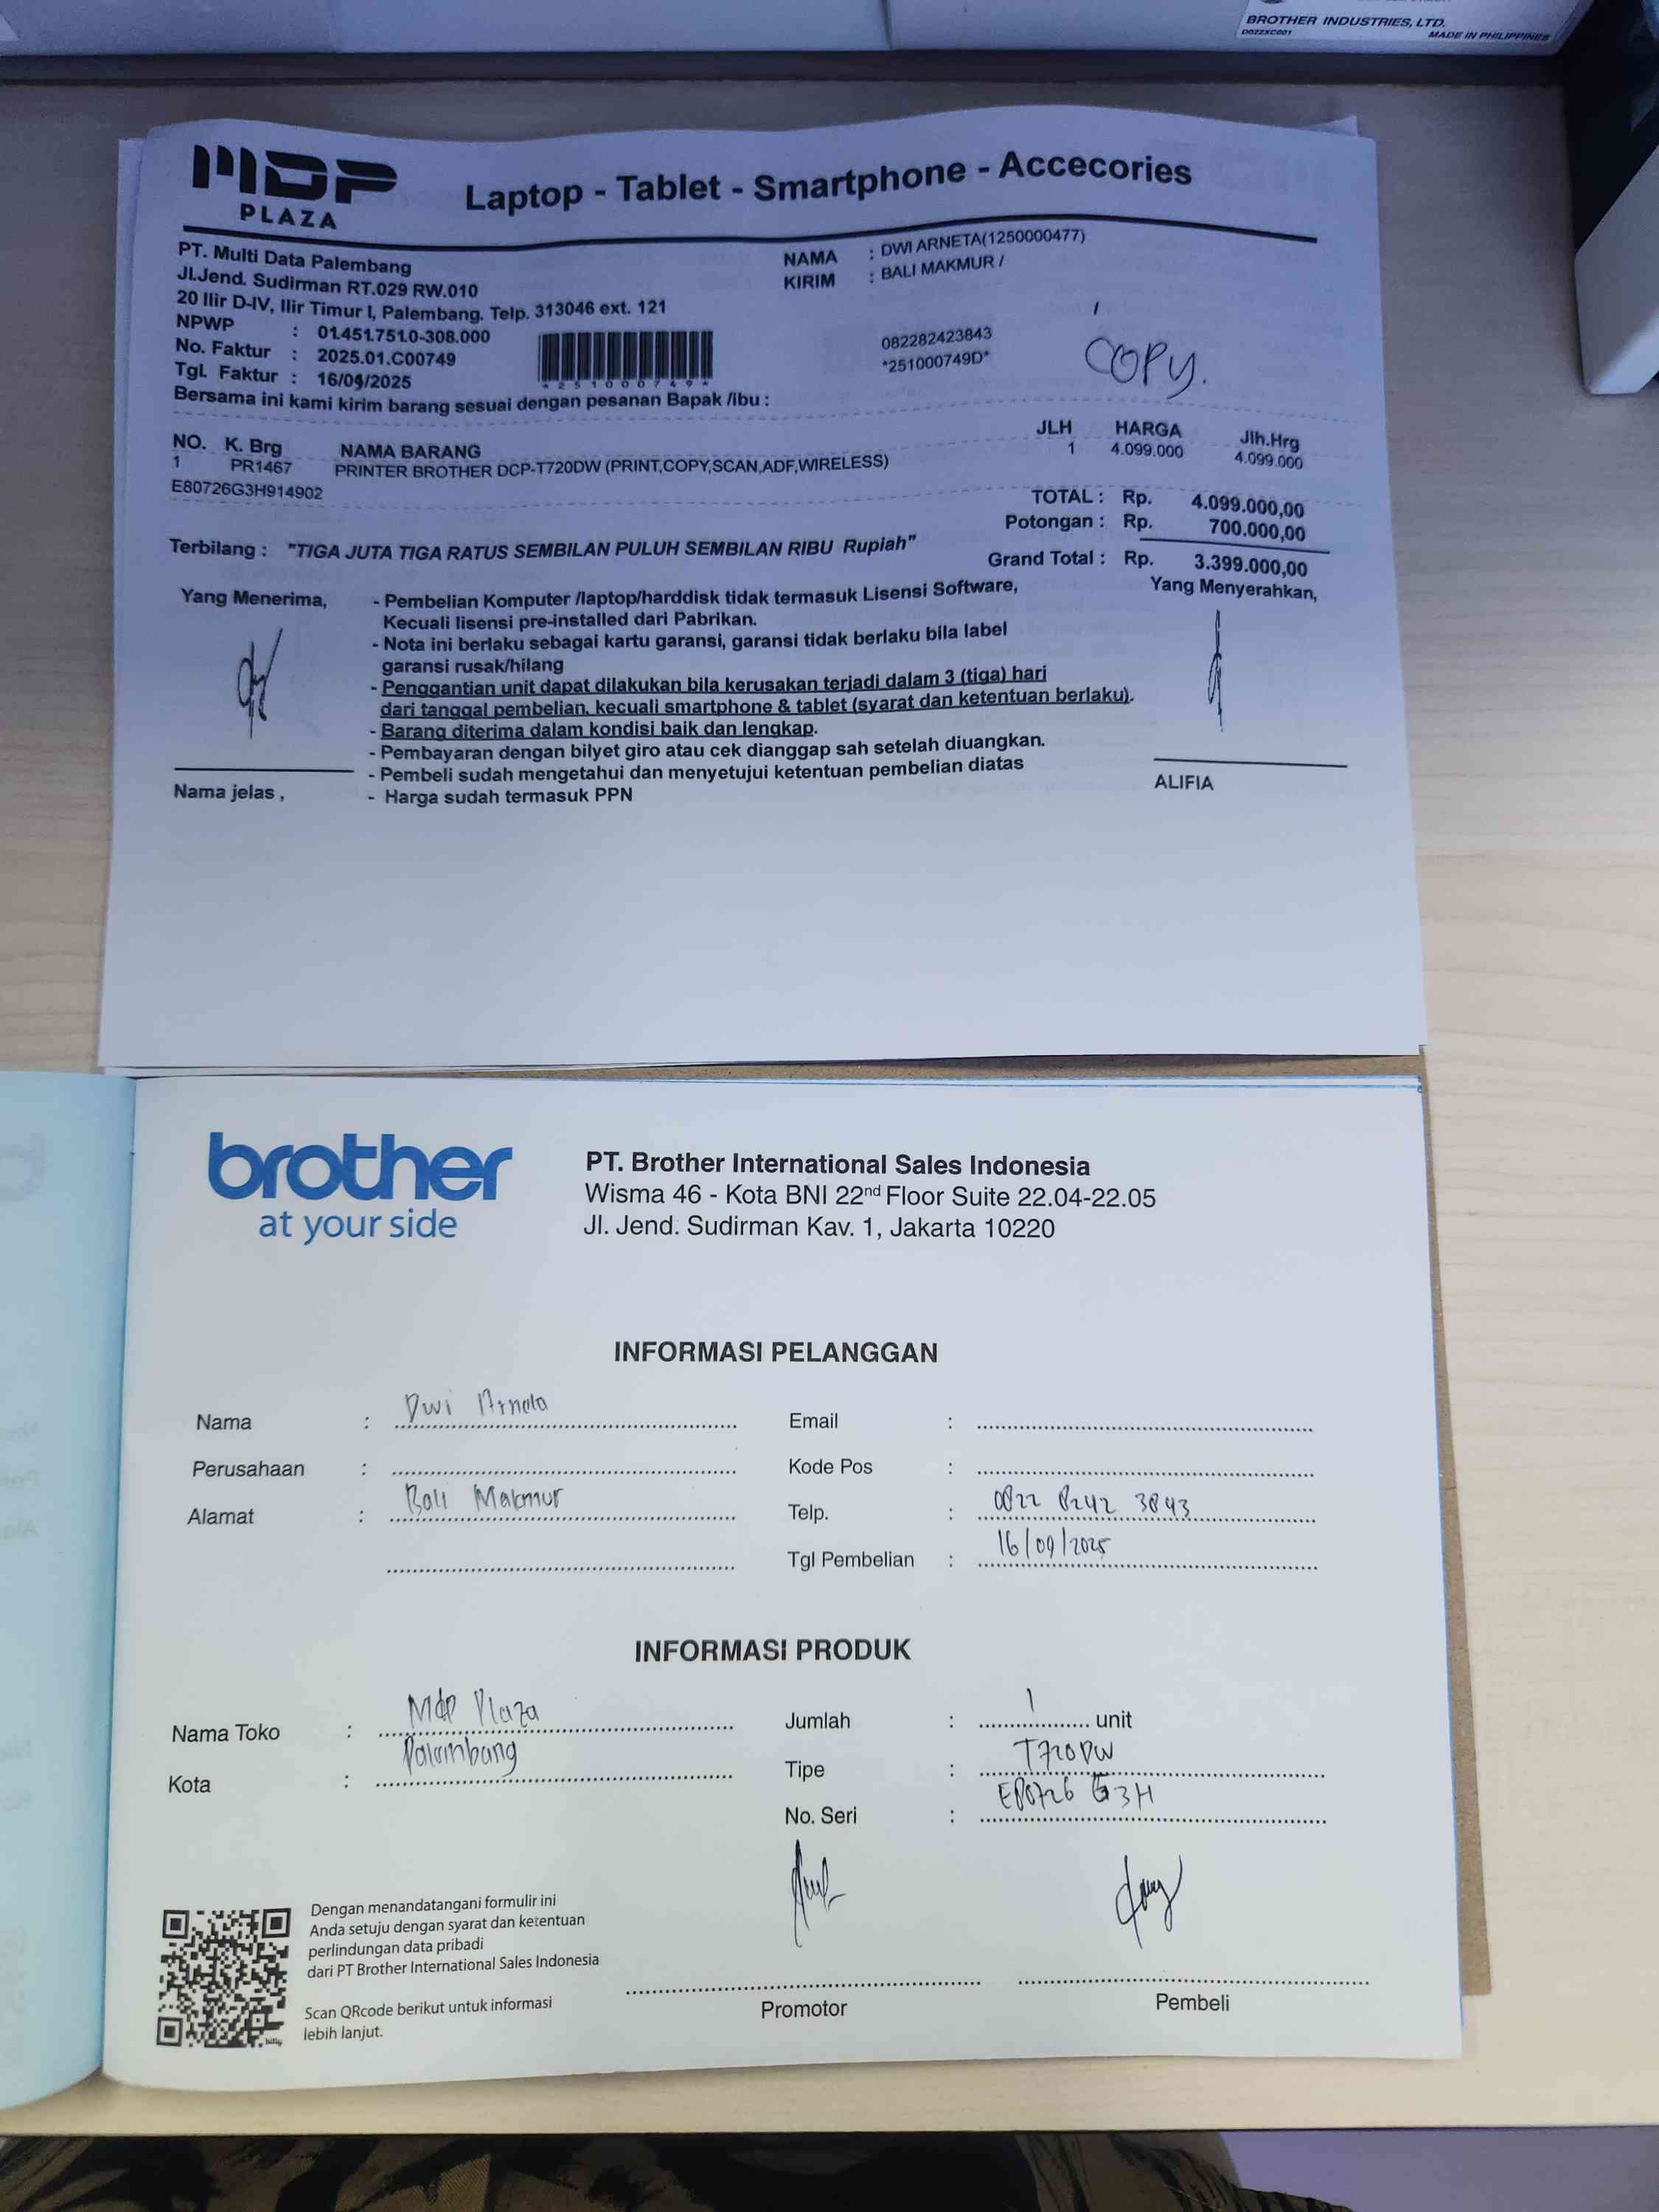 BROTHER INDUSTRIES, LTD.
D022XC001 MADE IN PHILIPPINES
MDP
PLAZA
Laptop - Tablet - Smartphone - Accecories
PT. Multi Data Palembang
Jl.Jend. Sudirman RT.029 RW.010
20 Ilir D-IV, Ilir Timur I, Palembang. Telp. 313046 ext. 121
NPWP : 01.451.751.0-308.000
No. Faktur : 2025.01.C00749
Tgl. Faktur : 16/09/2025
NAMA : DWI ARNETA(1250000477)
KIRIM : BALI MAKMUR /
/
082282423843
*251000749D*
*251000749*
COPY.
Bersama ini kami kirim barang sesuai dengan pesanan Bapak /ibu :
NO. K. Brg NAMA BARANG JLH HARGA Jlh.Hrg
1 PR1467 PRINTER BROTHER DCP-T720DW (PRINT,COPY,SCAN,ADF,WIRELESS) 1 4.099.000 4.099.000
E80726G3H914902
TOTAL : Rp. 4.099.000,00
Potongan : Rp. 700.000,00
Terbilang : "TIGA JUTA TIGA RATUS SEMBILAN PULUH SEMBILAN RIBU Rupiah"
Grand Total : Rp. 3.399.000,00
Yang Menerima,
- Pembelian Komputer /laptop/harddisk tidak termasuk Lisensi Software,
Kecuali lisensi pre-installed dari Pabrikan.
- Nota ini berlaku sebagai kartu garansi, garansi tidak berlaku bila label
garansi rusak/hilang
- Penggantian unit dapat dilakukan bila kerusakan terjadi dalam 3 (tiga) hari
dari tanggal pembelian, kecuali smartphone & tablet (syarat dan ketentuan berlaku).
- Barang diterima dalam kondisi baik dan lengkap.
- Pembayaran dengan bilyet giro atau cek dianggap sah setelah diuangkan.
- Pembeli sudah mengetahui dan menyetujui ketentuan pembelian diatas
- Harga sudah termasuk PPN
Nama jelas ,
Yang Menyerahkan,
ALIFIA
brother
at your side
PT. Brother International Sales Indonesia
Wisma 46 - Kota BNI 22nd Floor Suite 22.04-22.05
Jl. Jend. Sudirman Kav. 1, Jakarta 10220
INFORMASI PELANGGAN
Nama : Dwi Arneta
Perusahaan :
Alamat : Bali Makmur
Email :
Kode Pos :
Telp. : 0822 8242 3843
Tgl Pembelian : 16/09/2025
INFORMASI PRODUK
Nama Toko : Mdp Plaza
Kota : Palembang
Jumlah : 1 unit
Tipe : T720DW
No. Seri : E80726 G3H
Dengan menandatangani formulir ini
Anda setuju dengan syarat dan ketentuan
perlindungan data pribadi
dari PT Brother International Sales Indonesia
Scan QRcode berikut untuk informasi
lebih lanjut.
bitly
Promotor
Pembeli